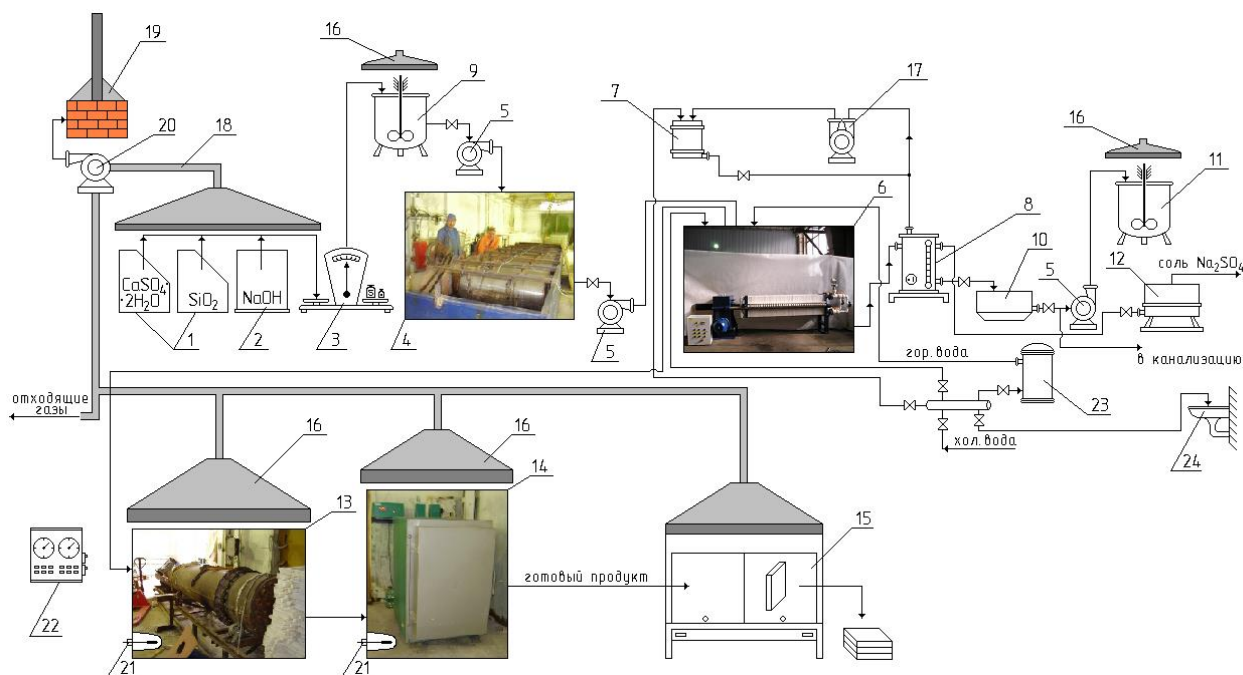 19
16
9
17
7
5
20
18
16
6
11
8
10
5
12
соль Na₂SO₄
CaSO₄·
·2H₂O
SiO₂
NaOH
1
2
3
4
5
гор.вода
в канализацию
отходящие
газы
23
хол.вода
24
16
16
14
13
15
готовый продукт
22
21
21